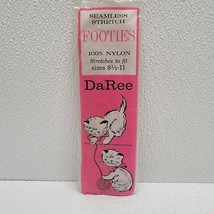 SEAMLESS
STRETCH
FOOTIES
100% NYLON
Stretches to fit
sizes 8½-11
DaRee